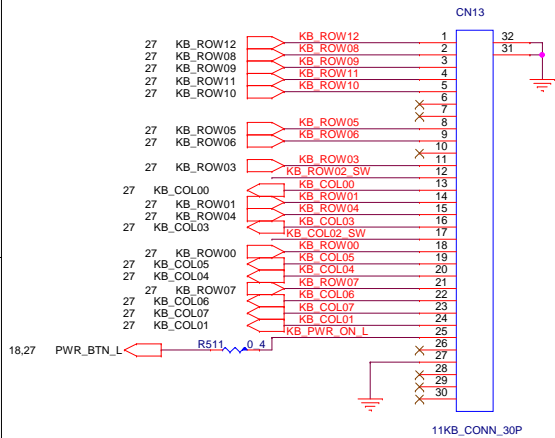 CN13
27 KB_ROW12 KB_ROW12 1 32
27 KB_ROW08 KB_ROW08 2 31
27 KB_ROW09 KB_ROW09 3
27 KB_ROW11 KB_ROW11 4
27 KB_ROW10 KB_ROW10 5
6
7
27 KB_ROW05 KB_ROW05 8
27 KB_ROW06 KB_ROW06 9
10
27 KB_ROW03 KB_ROW03 11
KB_ROW02_SW 12
27 KB_COL00 KB_COL00 13
27 KB_ROW01 KB_ROW01 14
27 KB_ROW04 KB_ROW04 15
27 KB_COL03 KB_COL03 16
KB_COL02_SW 17
27 KB_ROW00 KB_ROW00 18
27 KB_COL05 KB_COL05 19
27 KB_COL04 KB_COL04 20
27 KB_ROW07 KB_ROW07 21
27 KB_COL06 KB_COL06 22
27 KB_COL07 KB_COL07 23
27 KB_COL01 KB_COL01 24
KB_PWR_ON_L 25
18,27 PWR_BTN_L R511 0_4 26
27
28
29
30
11KB_CONN_30P